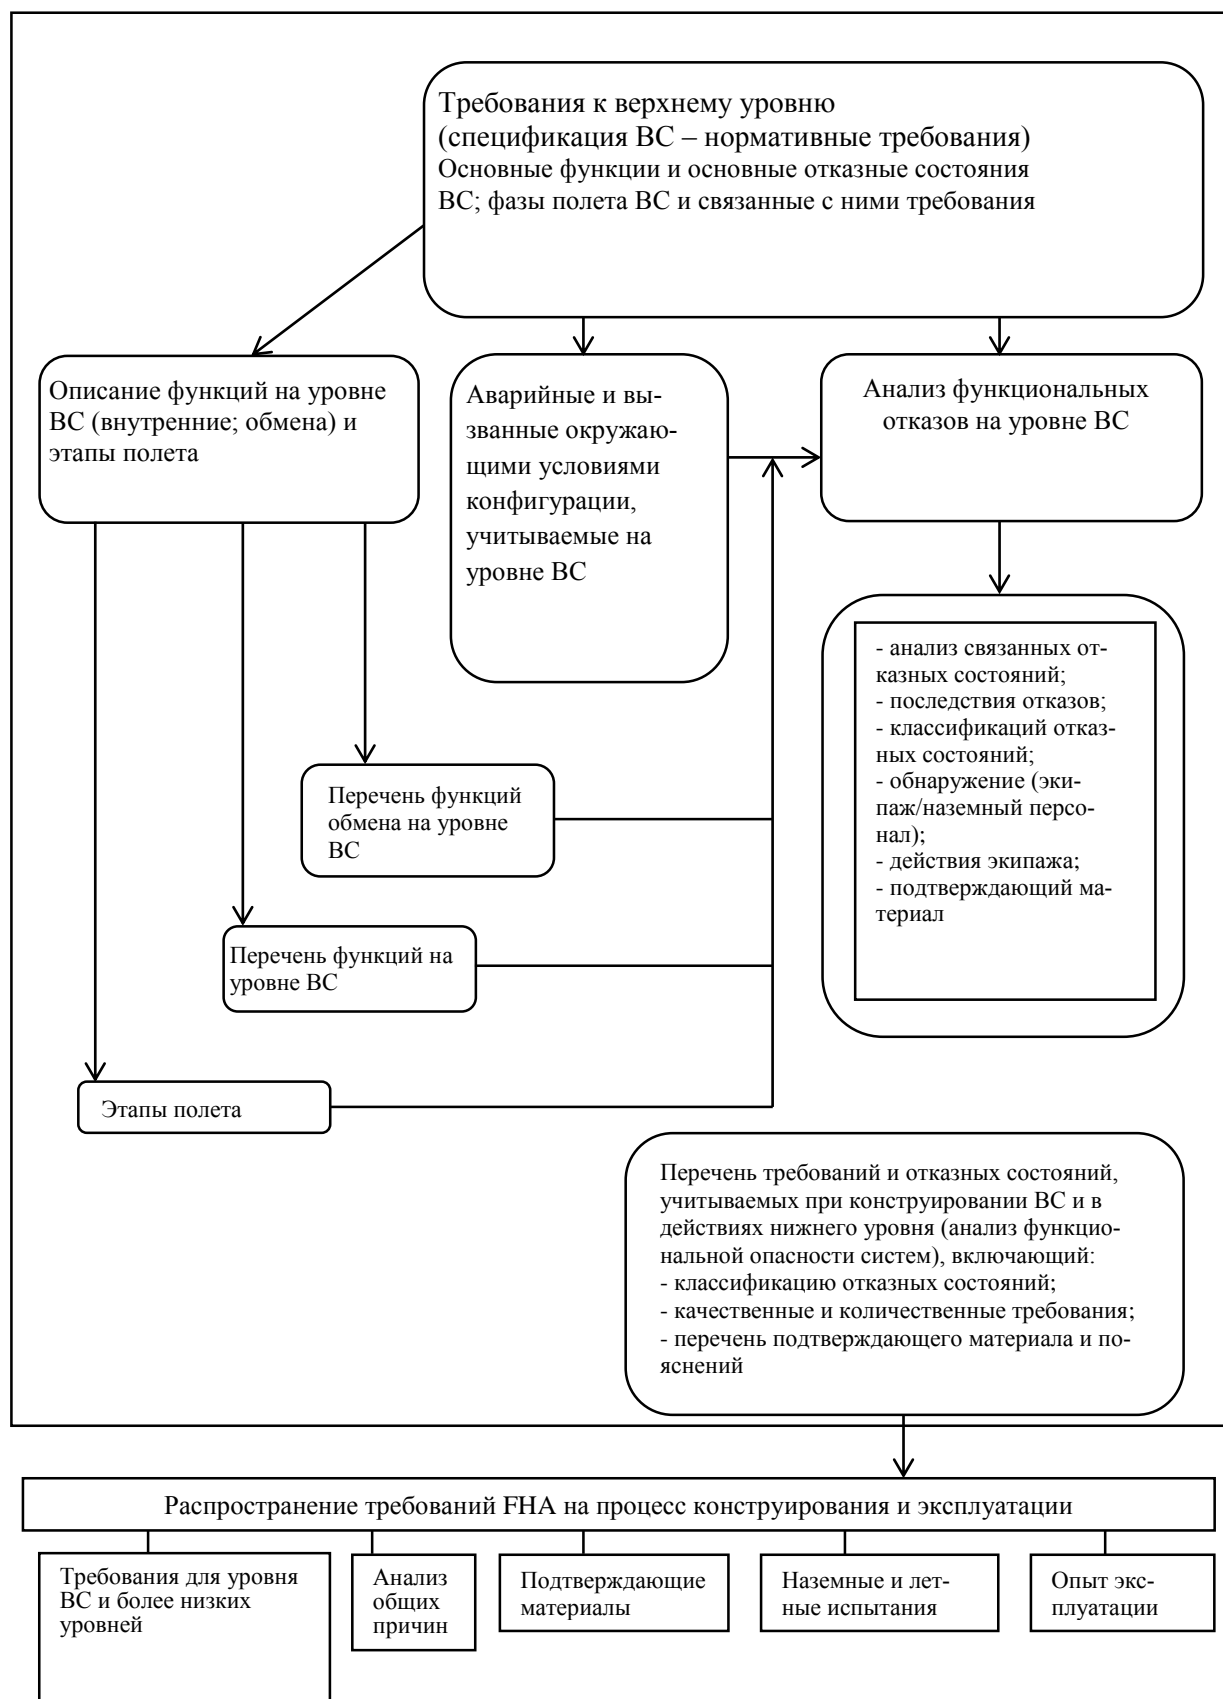 Требования к верхнему уровню
(спецификация ВС – нормативные требования)
Основные функции и основные отказные состояния
ВС; фазы полета ВС и связанные с ними требования
Описание функций на уровне
ВС (внутренние; обмена) и
этапы полета
Аварийные и вы-
званные окружаю-
щими условиями
конфигурации,
учитываемые на
уровне ВС
Анализ функциональных
отказов на уровне ВС
- анализ связанных от-
казных состояний;
- последствия отказов;
- классификаций отказ-
ных состояний;
- обнаружение (эки-
паж/наземный персо-
нал);
- действия экипажа;
- подтверждающий ма-
териал
Перечень функций
обмена на уровне
ВС
Перечень функций на
уровне ВС
Этапы полета
Перечень требований и отказных состояний,
учитываемых при конструировании ВС и в
действиях нижнего уровня (анализ функцио-
нальной опасности систем), включающий:
- классификацию отказных состояний;
- качественные и количественные требования;
- перечень подтверждающего материала и по-
яснений
Распространение требований FHA на процесс конструирования и эксплуатации
Требования для уровня
ВС и более низких
уровней
Анализ
общих
причин
Подтверждающие
материалы
Наземные и лет-
ные испытания
Опыт экс-
плуатации